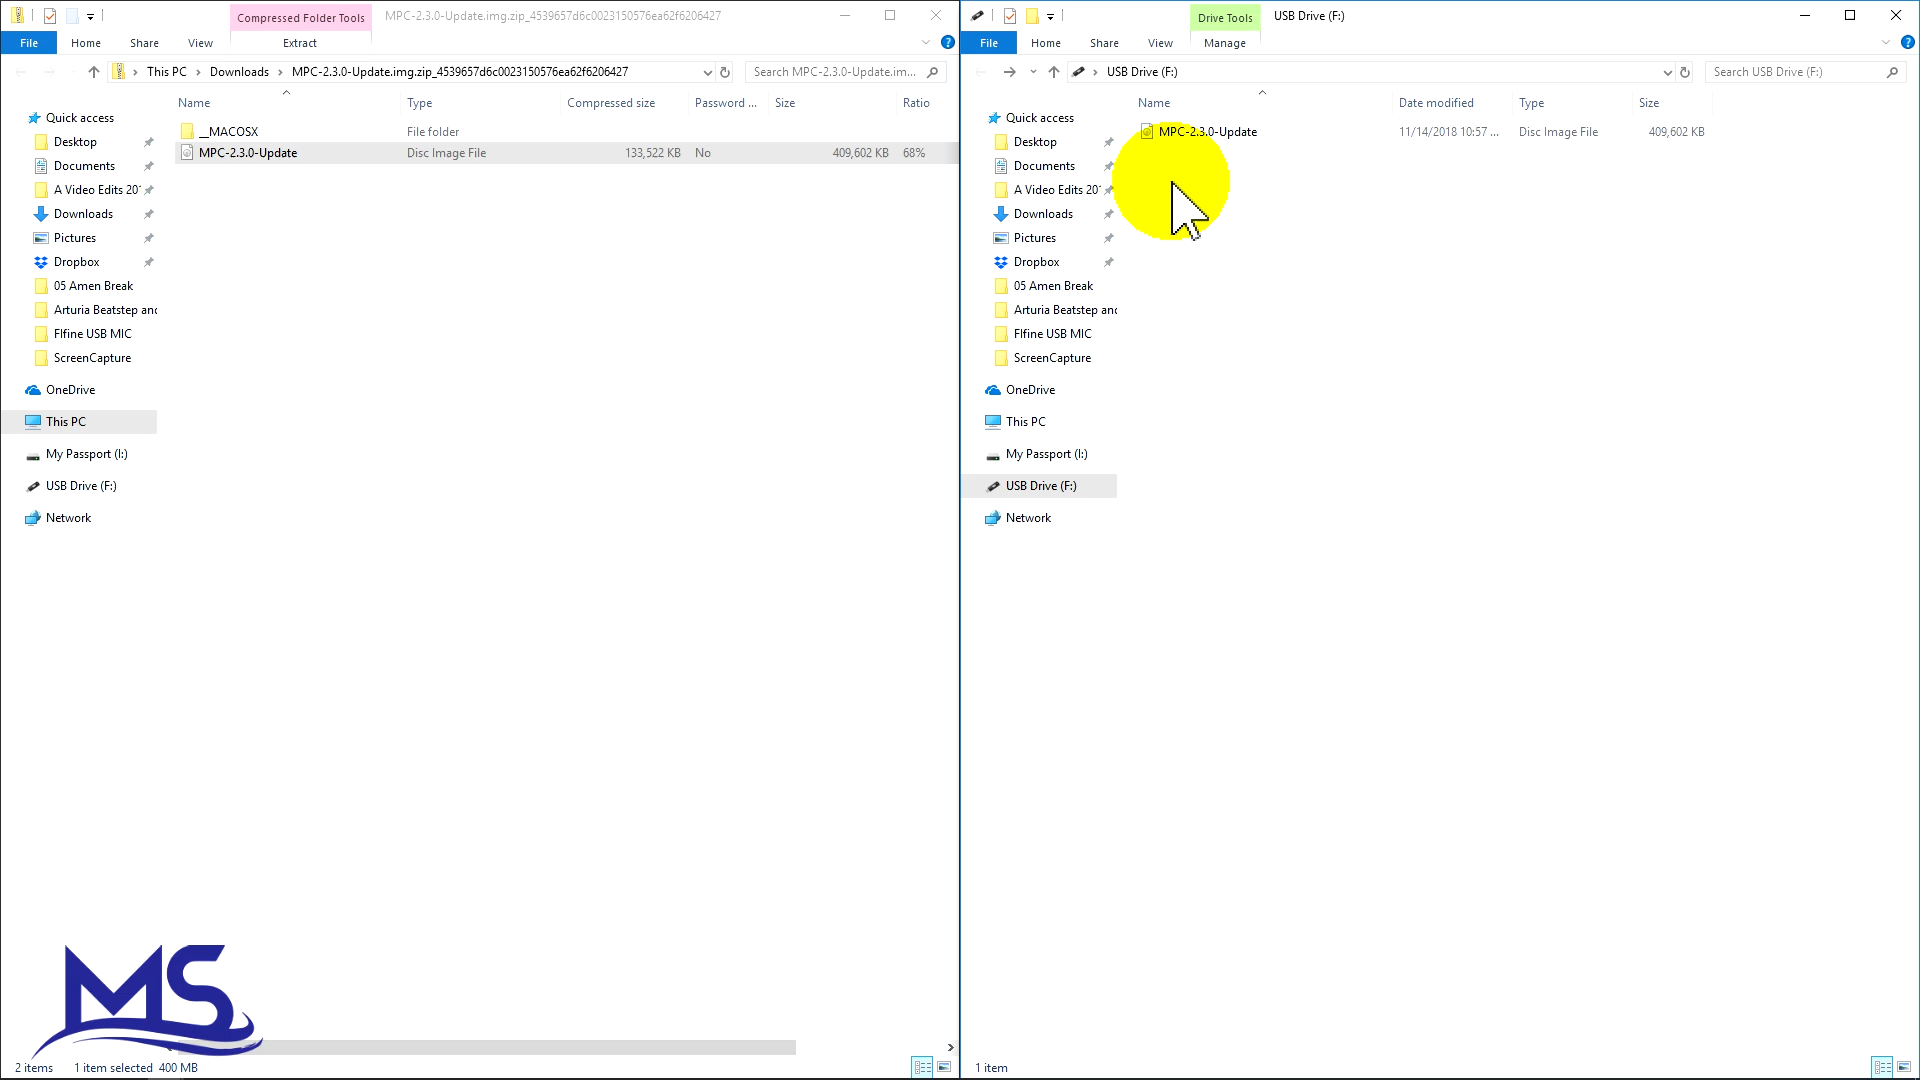 Compressed Folder Tools
MPC-2.3.0-Update.img.zip_4539657d6c0023150576ea62f6206427
File
Home
Share
View
Extract
This PC > Downloads > MPC-2.3.0-Update.img.zip_4539657d6c0023150576ea62f6206427
Search MPC-2.3.0-Update.im...
Name
Type
Compressed size
Password ...
Size
Ratio
__MACOSX
File folder
MPC-2.3.0-Update
Disc Image File
133,522 KB
No
409,602 KB
68%
Quick access
Desktop
Documents
A Video Edits 20
Downloads
Pictures
Dropbox
05 Amen Break
Arturia Beatstep and
FIfine USB MIC
ScreenCapture
OneDrive
This PC
My Passport (I:)
USB Drive (F:)
Network
MS
2 items
1 item selected 400 MB
Drive Tools
USB Drive (F:)
File
Home
Share
View
Manage
USB Drive (F:)
Search USB Drive (F:)
Name
Date modified
Type
Size
MPC-2.3.0-Update
11/14/2018 10:57 ...
Disc Image File
409,602 KB
Quick access
Desktop
Documents
A Video Edits 20
Downloads
Pictures
Dropbox
05 Amen Break
Arturia Beatstep and
FIfine USB MIC
ScreenCapture
OneDrive
This PC
My Passport (I:)
USB Drive (F:)
Network
1 item